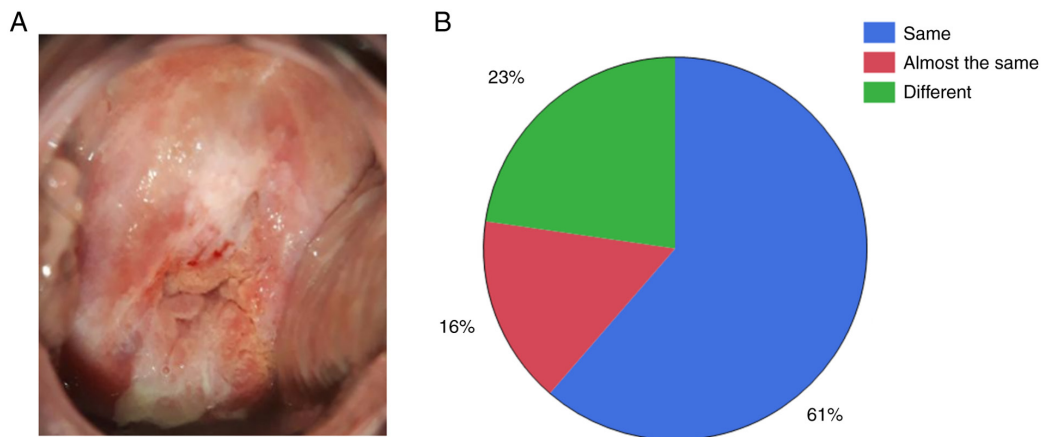 A
B
Same
Almost the same
Different
23%
16%
61%